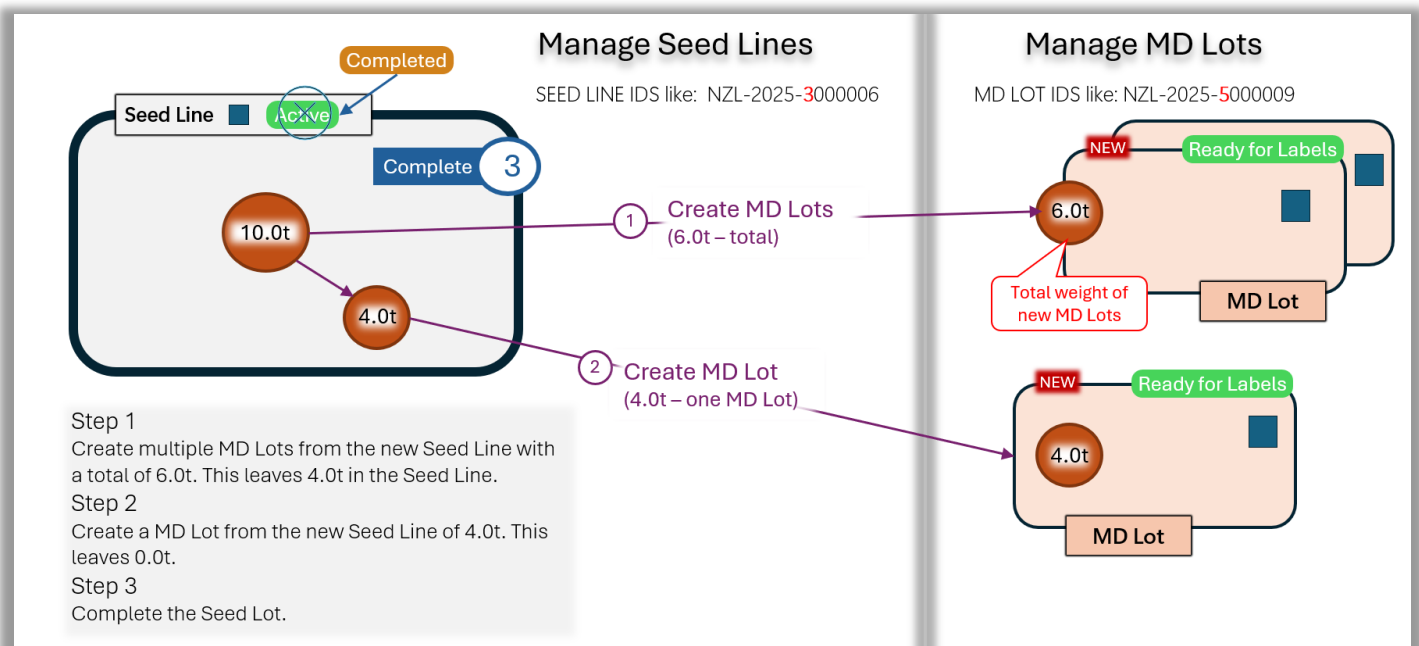 Manage Seed Lines
SEED LINE IDS like: NZL-2025-3000006
Completed
Seed Line
Active
Complete
3
10.0t
4.0t
1
Create MD Lots
(6.0t – total)
2
Create MD Lot
(4.0t – one MD Lot)
Step 1
Create multiple MD Lots from the new Seed Line with
a total of 6.0t. This leaves 4.0t in the Seed Line.
Step 2
Create a MD Lot from the new Seed Line of 4.0t. This
leaves 0.0t.
Step 3
Complete the Seed Lot.
Manage MD Lots
MD LOT IDS like: NZL-2025-5000009
NEW
Ready for Labels
6.0t
Total weight of
new MD Lots
MD Lot
NEW
Ready for Labels
4.0t
MD Lot